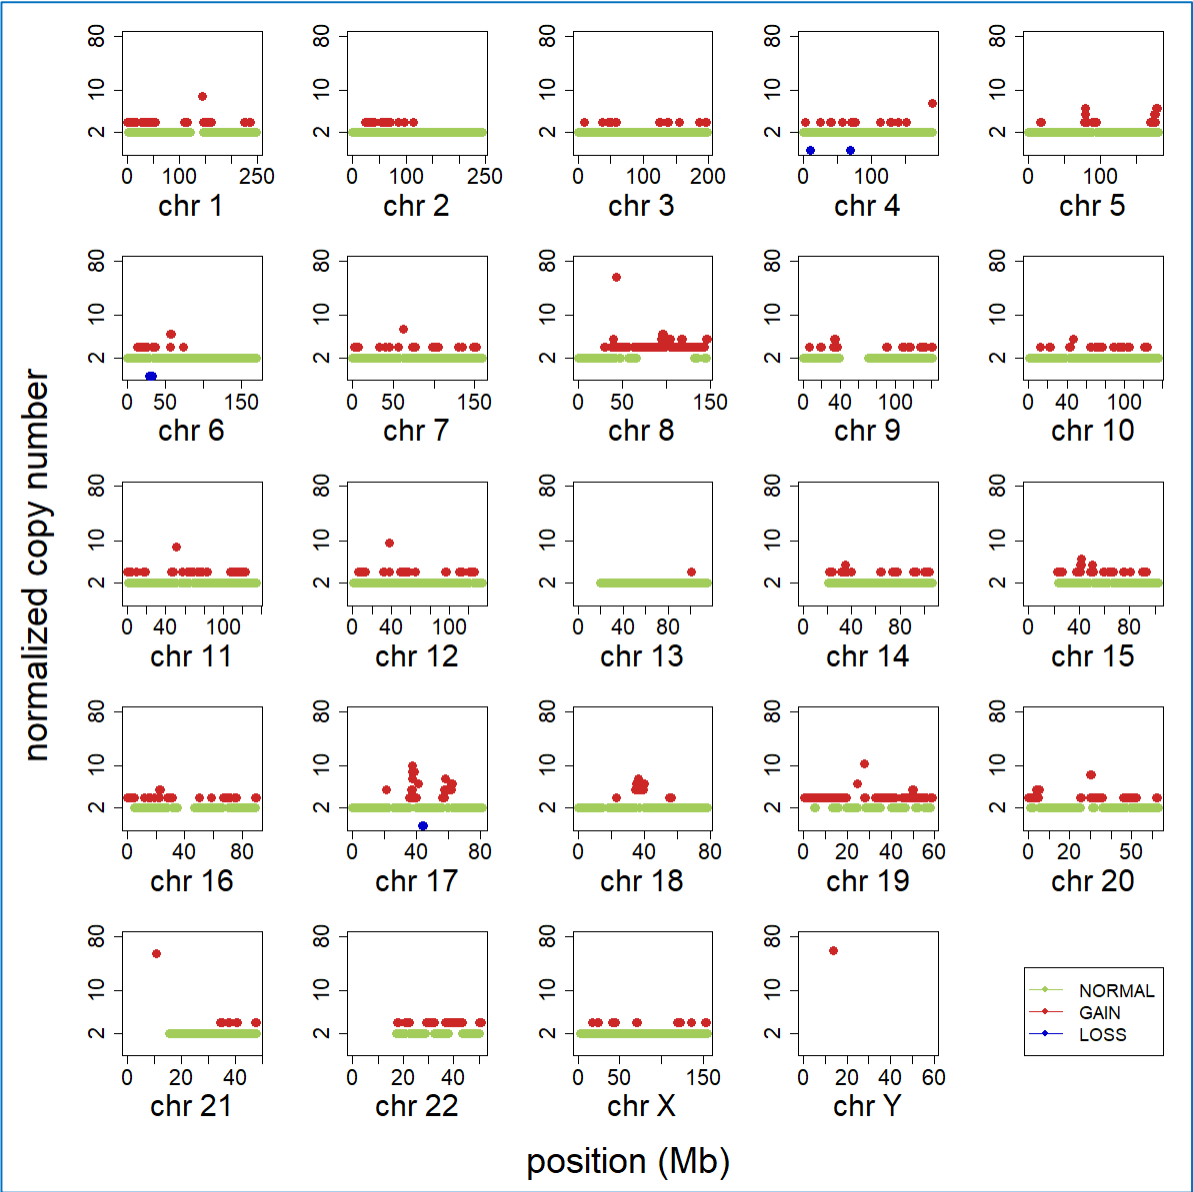 normalized copy number
80 10 2
0 100 250
chr 1
80 10 2
0 100 250
chr 2
80 10 2
0 50 100 200
chr 3
80 10 2
0 100
chr 4
80 10 2
0 100
chr 5
80 10 2
0 50 150
chr 6
80 10 2
0 50 150
chr 7
80 10 2
0 50 150
chr 8
80 10 2
0 40 100
chr 9
80 10 2
0 40 100
chr 10
80 10 2
0 40 100
chr 11
80 10 2
0 40 100
chr 12
80 10 2
0 40 80
chr 13
80 10 2
0 40 80
chr 14
80 10 2
0 40 80
chr 15
80 10 2
0 40 80
chr 16
80 10 2
0 40 80
chr 17
80 10 2
0 40 80
chr 18
80 10 2
0 20 40 60
chr 19
80 10 2
0 20 50
chr 20
80 10 2
0 20 40
chr 21
80 10 2
0 20 40
chr 22
80 10 2
0 50 150
chr X
80 10 2
0 20 40 60
chr Y
NORMAL
GAIN
LOSS
position (Mb)